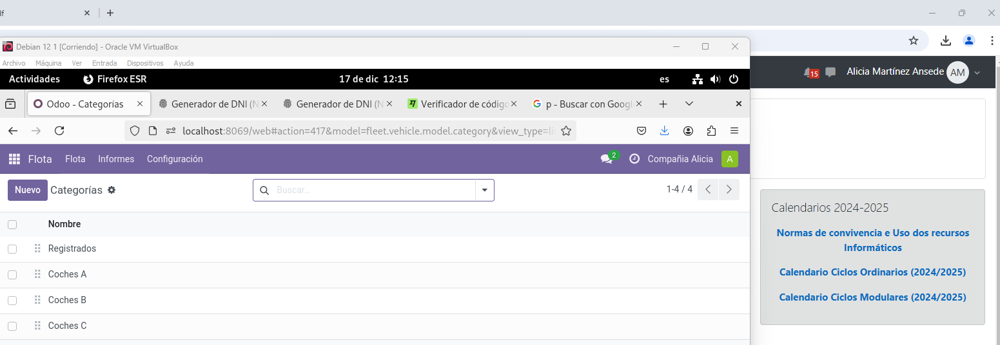 df
Debian 12 1 [Corriendo] - Oracle VM VirtualBox
Archivo Máquina Ver Entrada Dispositivos Ayuda
Actividades Firefox ESR 17 de dic 12:15 es
15 Alicia Martínez Ansede AM
Odoo - Categorías Generador de DNI (N Generador de DNI (N Verificador de código p - Buscar con Googl
localhost:8069/web#action=417&model=fleet.vehicle.model.category&view_type=li
Flota Flota Informes Configuración 2 Compañia Alicia A
Nuevo Categorías Buscar... 1-4 / 4
Nombre
Registrados
Coches A
Coches B
Coches C
Calendarios 2024-2025
Normas de convivencia e Uso dos recursos
Informáticos
Calendario Ciclos Ordinarios (2024/2025)
Calendario Ciclos Modulares (2024/2025)